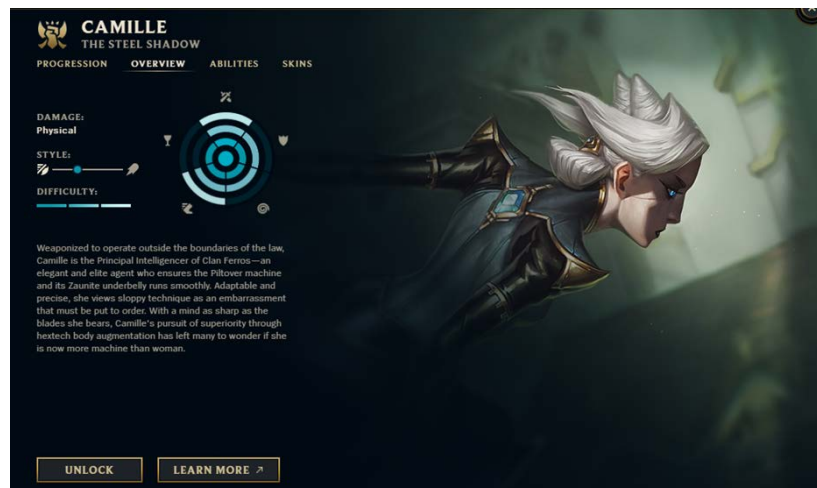 CAMILLE
THE STEEL SHADOW
PROGRESSION OVERVIEW ABILITIES SKINS
DAMAGE:
Physical
STYLE:
DIFFICULTY:
Weaponized to operate outside the boundaries of the law,
Camille is the Principal Intelligencer of Clan Ferros—an
elegant and elite agent who ensures the Piltover machine
and its Zaunite underbelly runs smoothly. Adaptable and
precise, she views sloppy technique as an embarrassment
that must be put to order. With a mind as sharp as the
blades she bears, Camille's pursuit of superiority through
hextech body augmentation has left many to wonder if she
is now more machine than woman.
UNLOCK LEARN MORE ↗